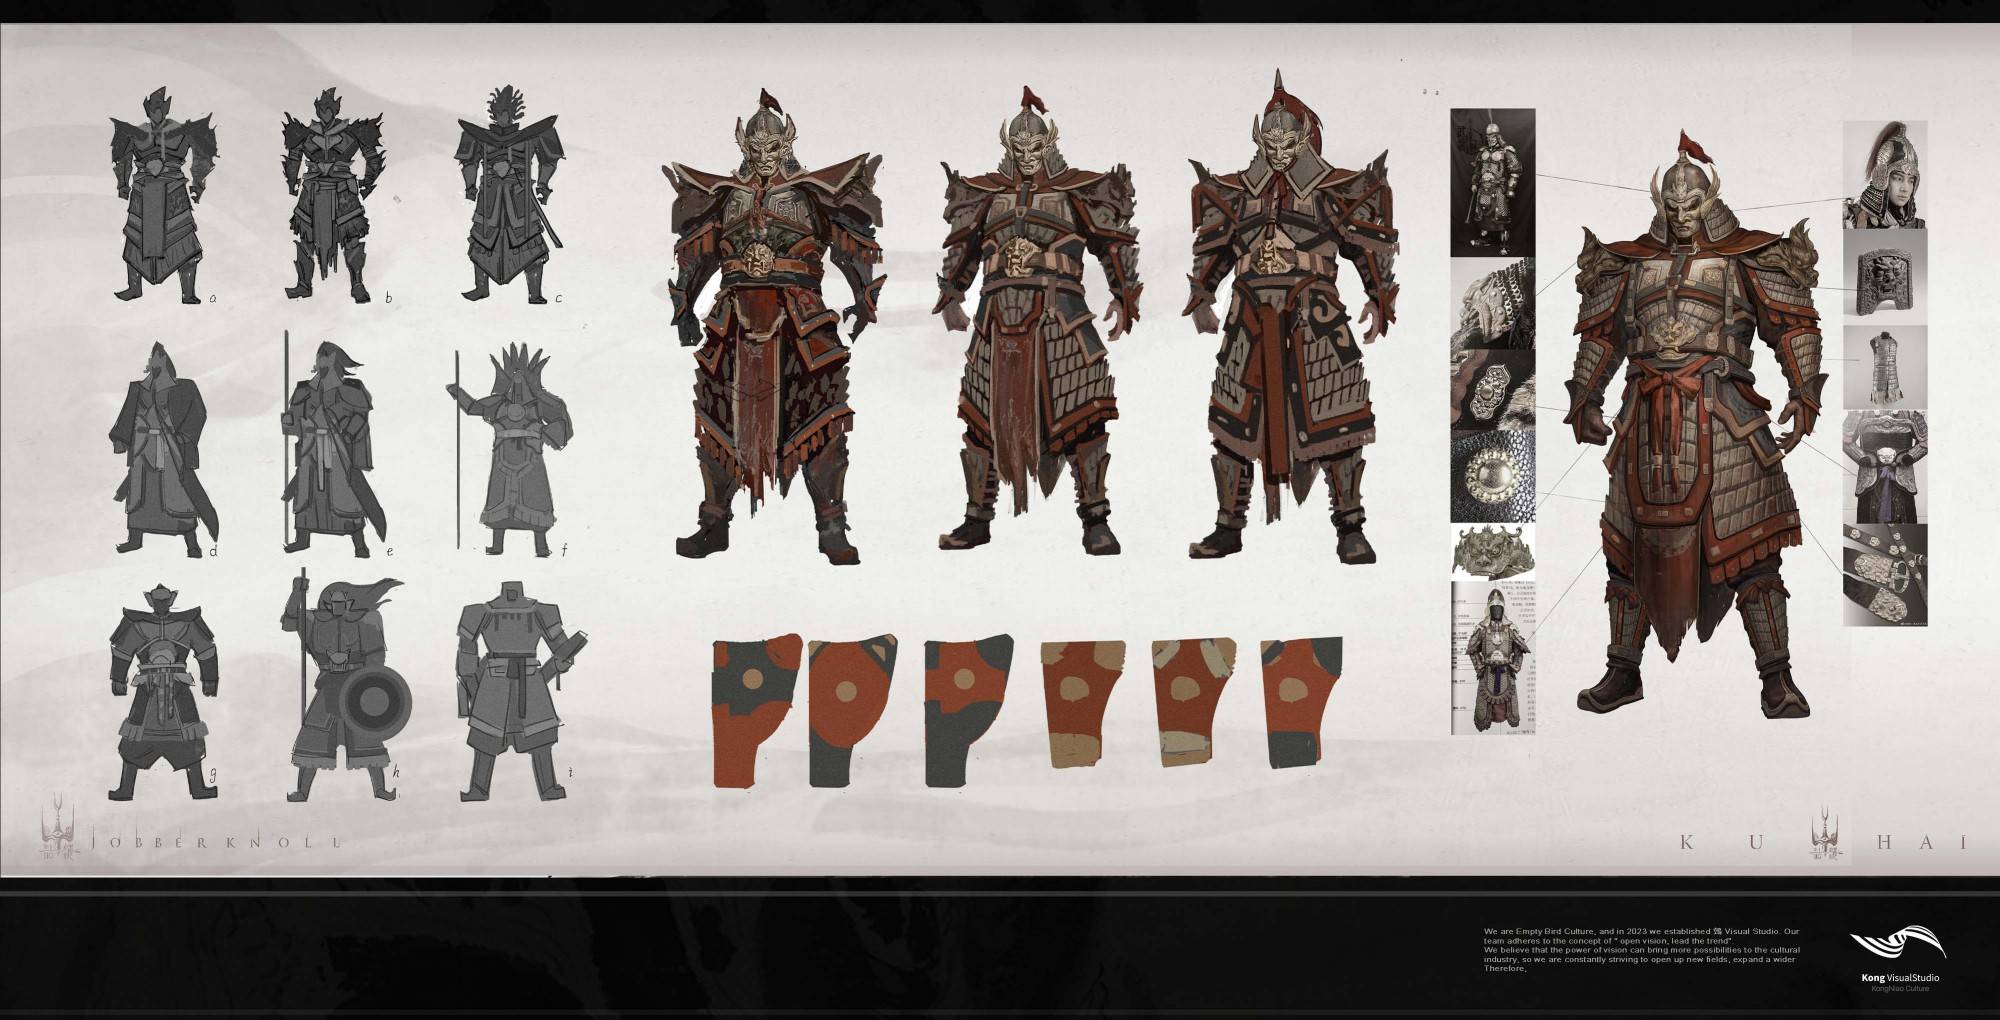 a
b
c
d
e
f
g
h
i
JOBBERKNOLL
KU HAI
We are Empty Bird Culture, and in 2023 we established 鵼 Visual Studio. Our
team adheres to the concept of " open vision, lead the trend".
We believe that the power of vision can bring more possibilities to the cultural
industry, so we are constantly striving to open up new fields, expand a wider
Therefore,
Kong VisualStudio
KongNiao Culture